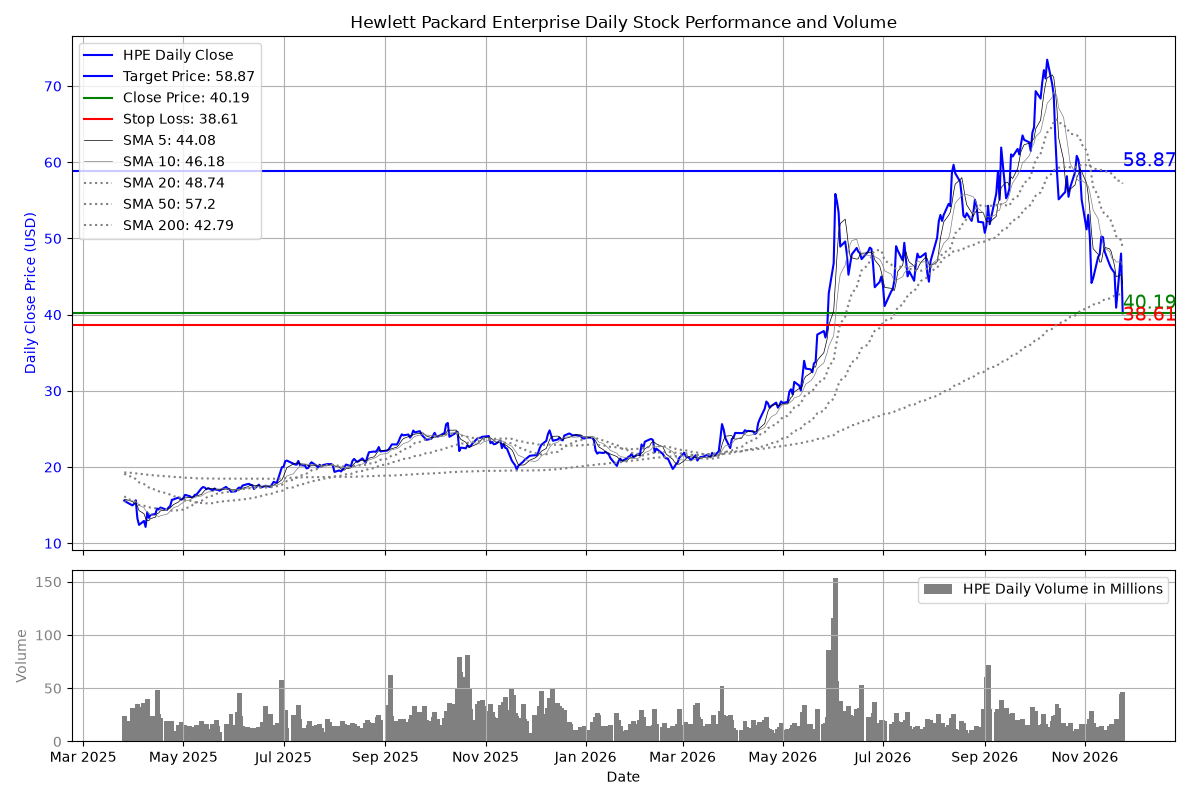 Hewlett Packard Enterprise Daily Stock Performance and Volume
HPE Daily Close
Target Price: 58.87
Close Price: 40.19
Stop Loss: 38.61
SMA 5: 44.08
SMA 10: 46.18
SMA 20: 48.74
SMA 50: 57.2
SMA 200: 42.79
70
60
50
40
30
20
10
Daily Close Price (USD)
58.87
40.19
38.61
HPE Daily Volume in Millions
150
100
50
0
Volume
Mar 2025 May 2025 Jul 2025 Sep 2025 Nov 2025 Jan 2026 Mar 2026 May 2026 Jul 2026 Sep 2026 Nov 2026
Date